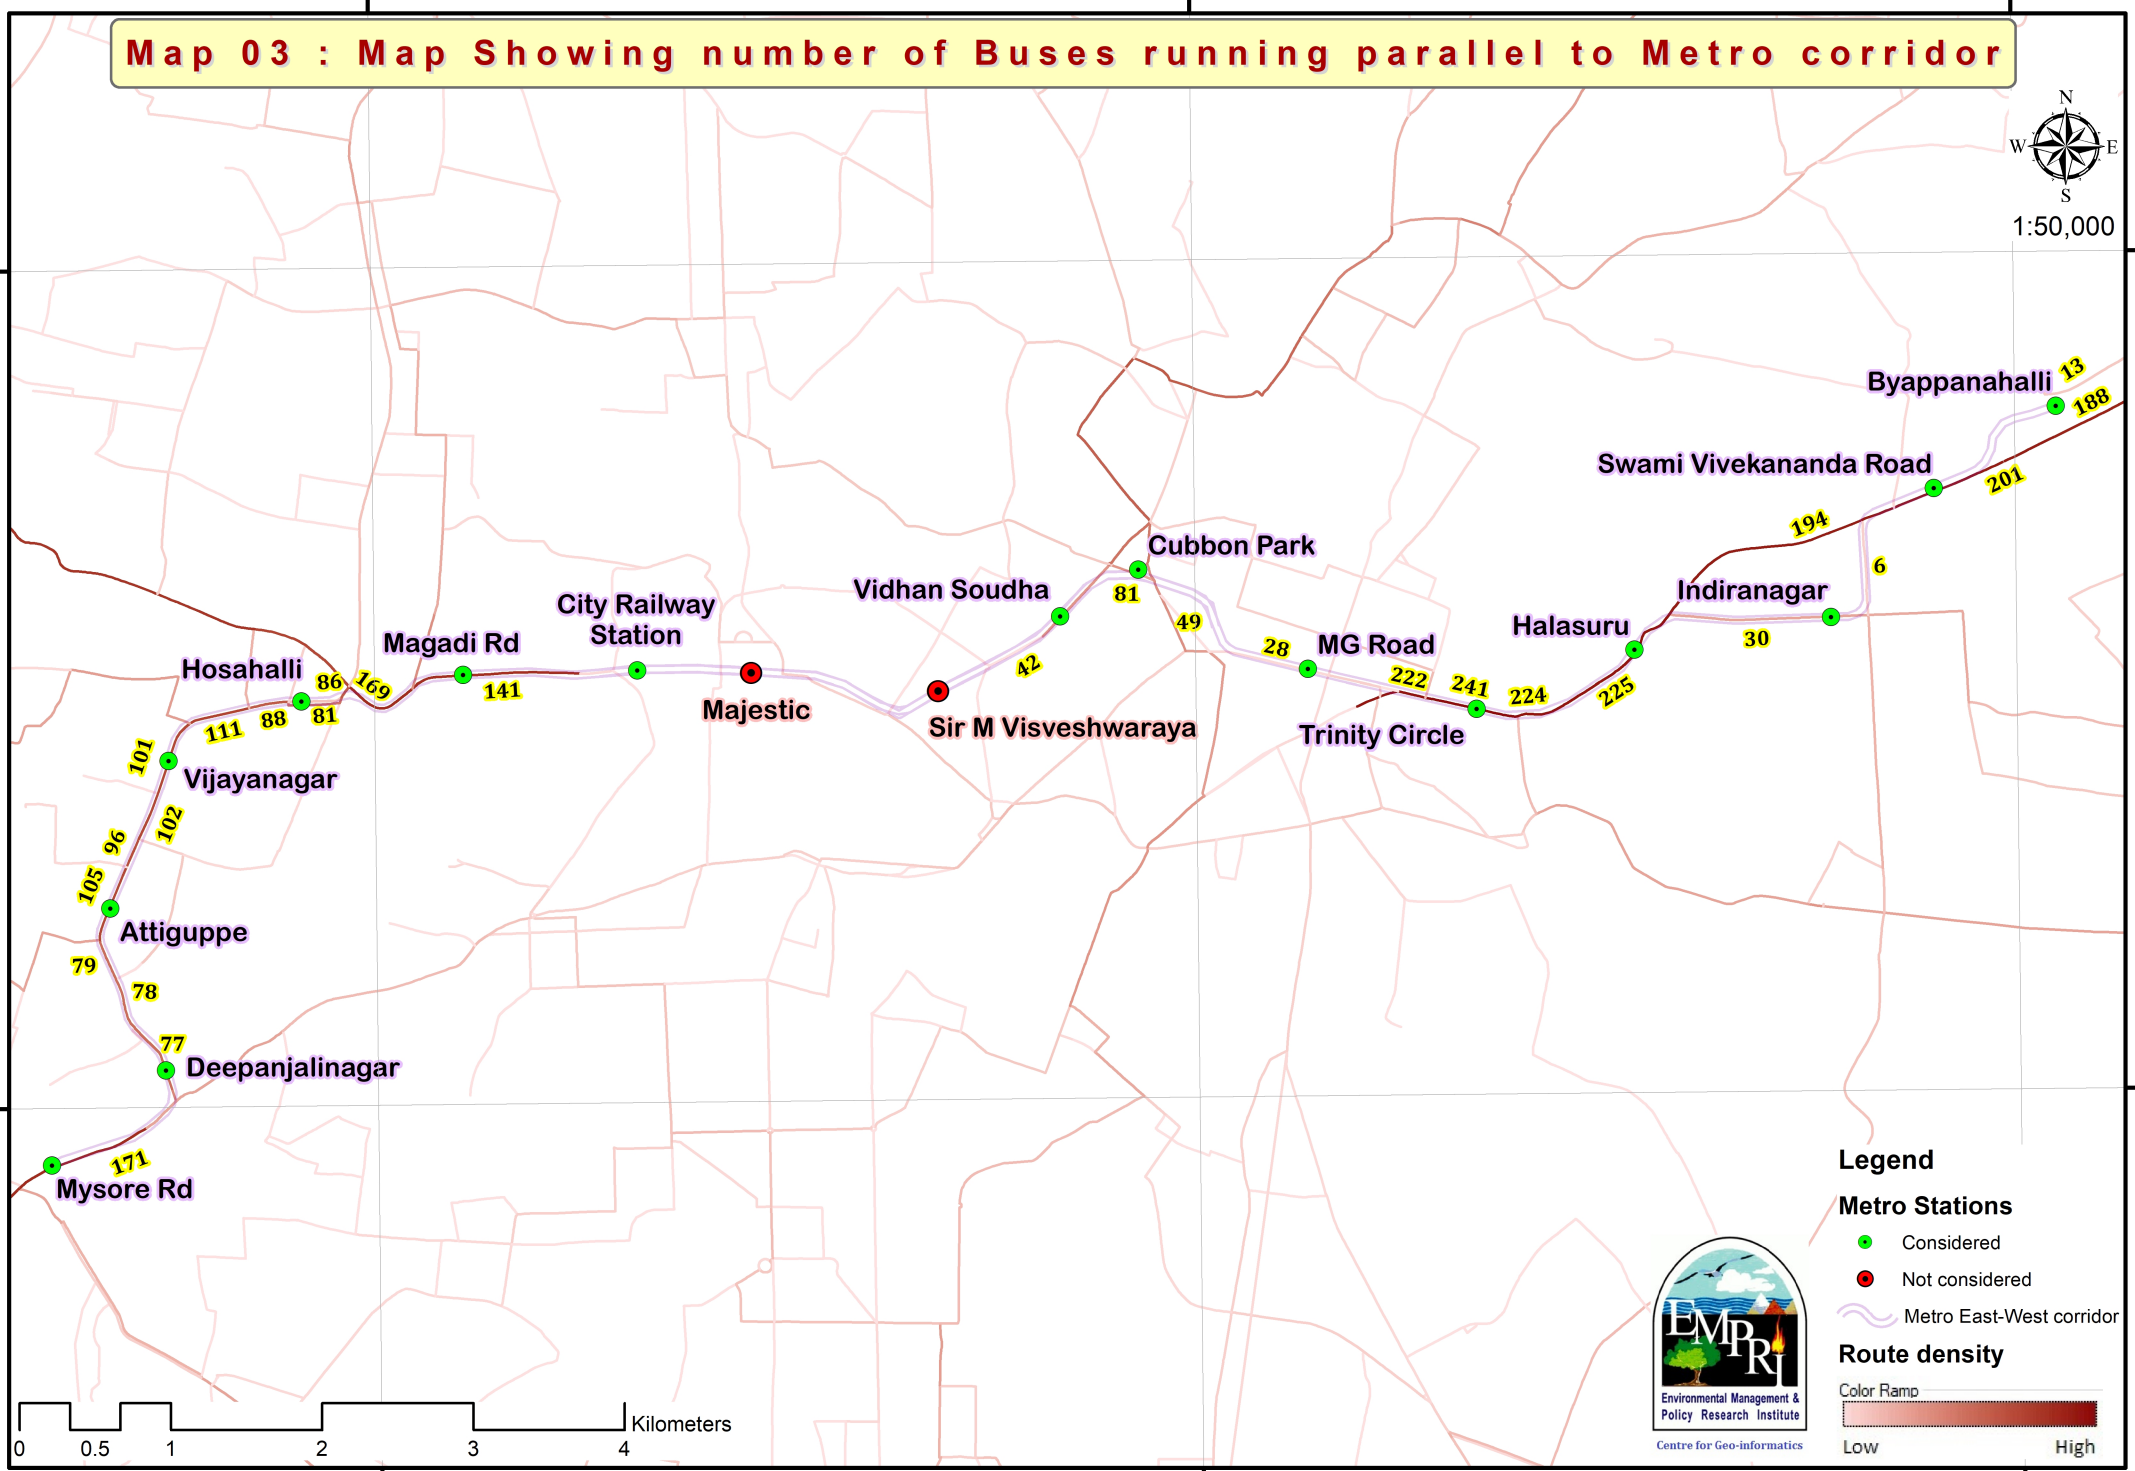 Map 03 : Map Showing number of Buses running parallel to Metro corridor
N
W E
S
1:50,000
Byappanahalli
13
188
Swami Vivekananda Road
201
194
6
Indiranagar
30
Halasuru
225
224
241
222
MG Road
28
Trinity Circle
Cubbon Park
81
49
Vidhan Soudha
42
Sir M Visveshwaraya
Majestic
City Railway
Station
Magadi Rd
141
169
Hosahalli
86
81
88
111
101
Vijayanagar
102
96
105
Attiguppe
79
78
77
Deepanjalinagar
171
Mysore Rd
Legend
Metro Stations
Considered
Not considered
Metro East-West corridor
Route density
Color Ramp
Low High
EMPRI
Environmental Management &
Policy Research Institute
Centre for Geo-informatics
Kilometers
0 0.5 1 2 3 4